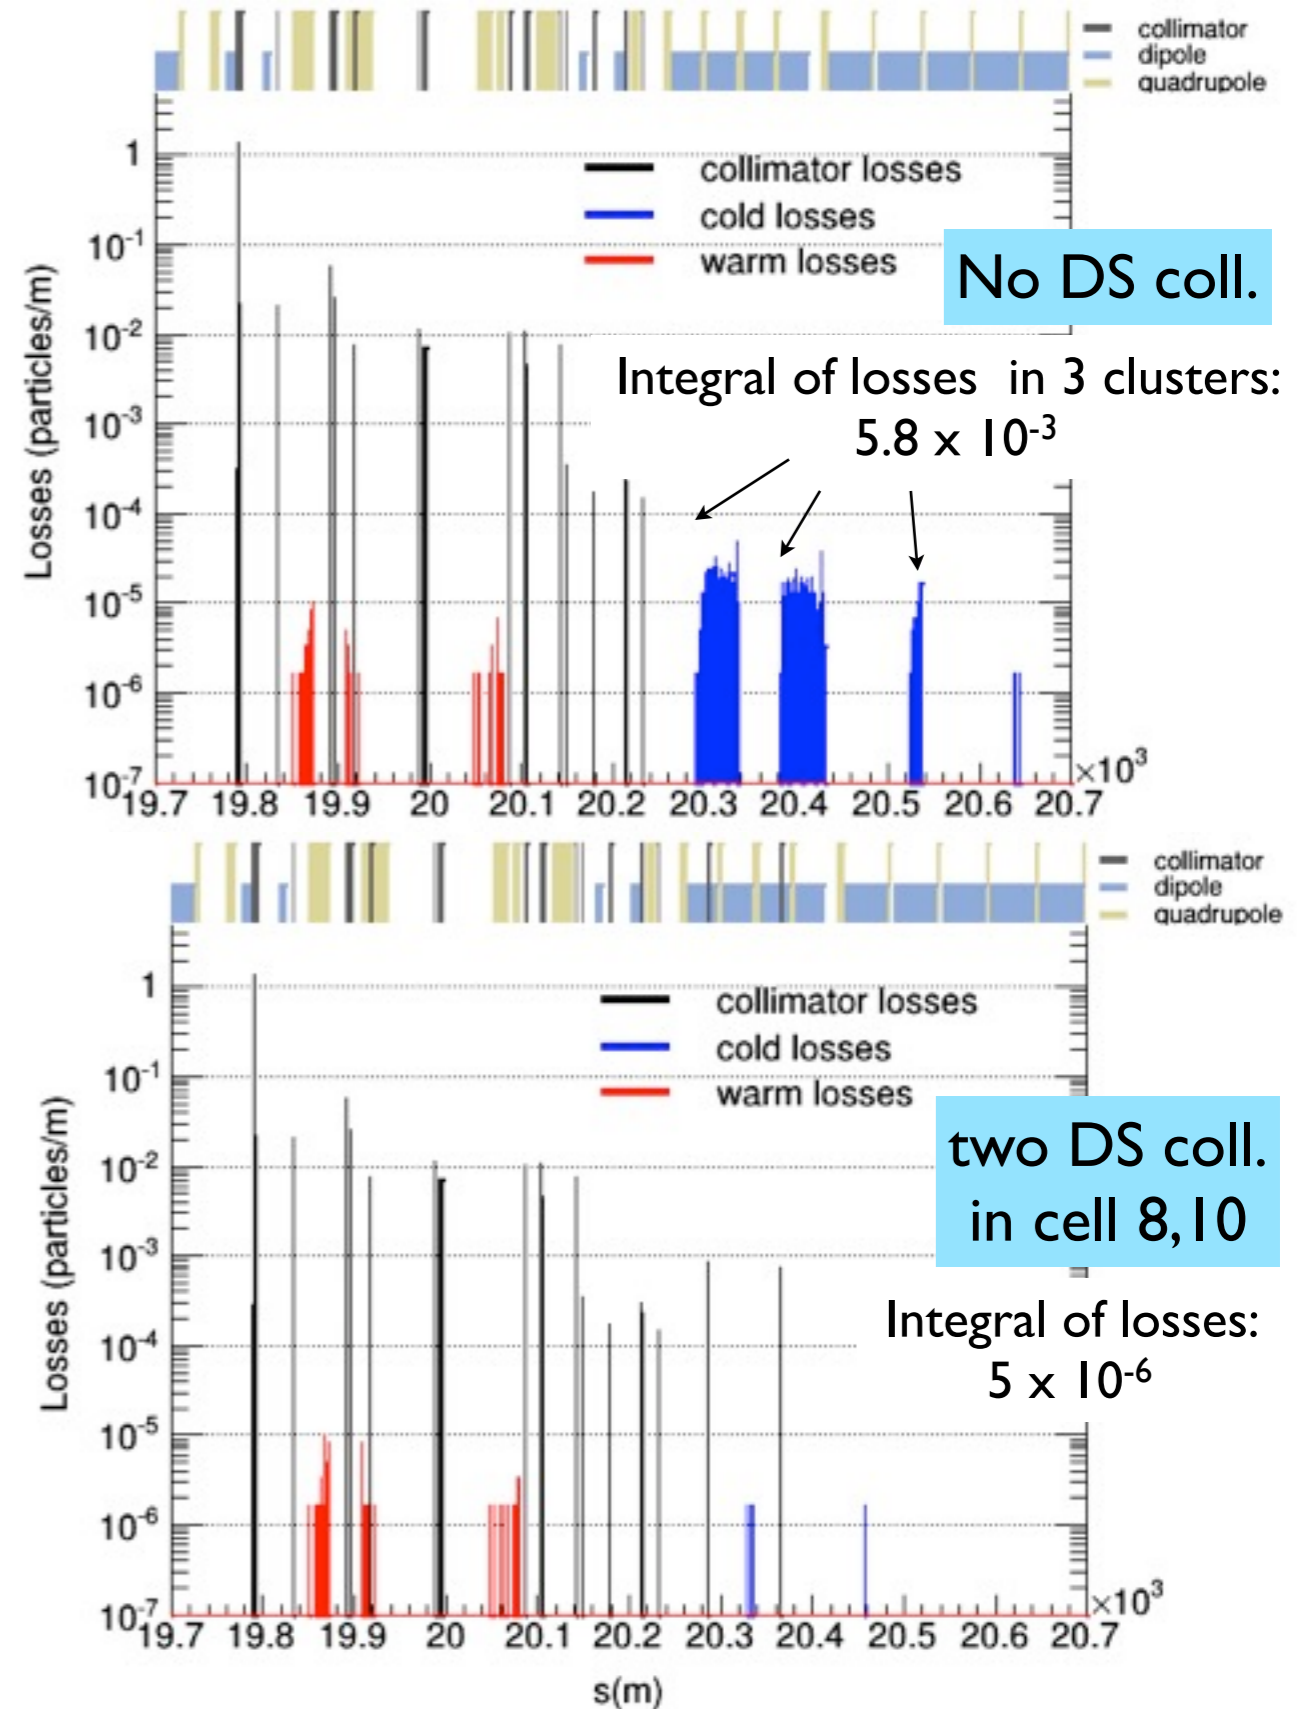 collimator
dipole
quadrupole
1
10-1
10-2
10-3
10-4
10-5
10-6
10-7
Losses (particles/m)
collimator losses
cold losses
warm losses
No DS coll.
Integral of losses in 3 clusters:
5.8 x 10-3
19.7 19.8 19.9 20 20.1 20.2 20.3 20.4 20.5 20.6 20.7
×10³
collimator
dipole
quadrupole
1
10-1
10-2
10-3
10-4
10-5
10-6
10-7
Losses (particles/m)
collimator losses
cold losses
warm losses
two DS coll.
in cell 8,10
Integral of losses:
5 x 10-6
19.7 19.8 19.9 20 20.1 20.2 20.3 20.4 20.5 20.6 20.7
×10³
s(m)